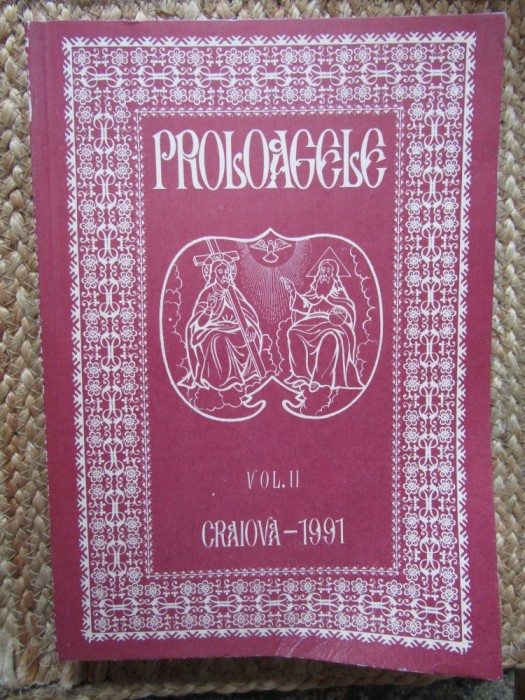 PROLOAGELE
VOL. II
CRAIOVA – 1991